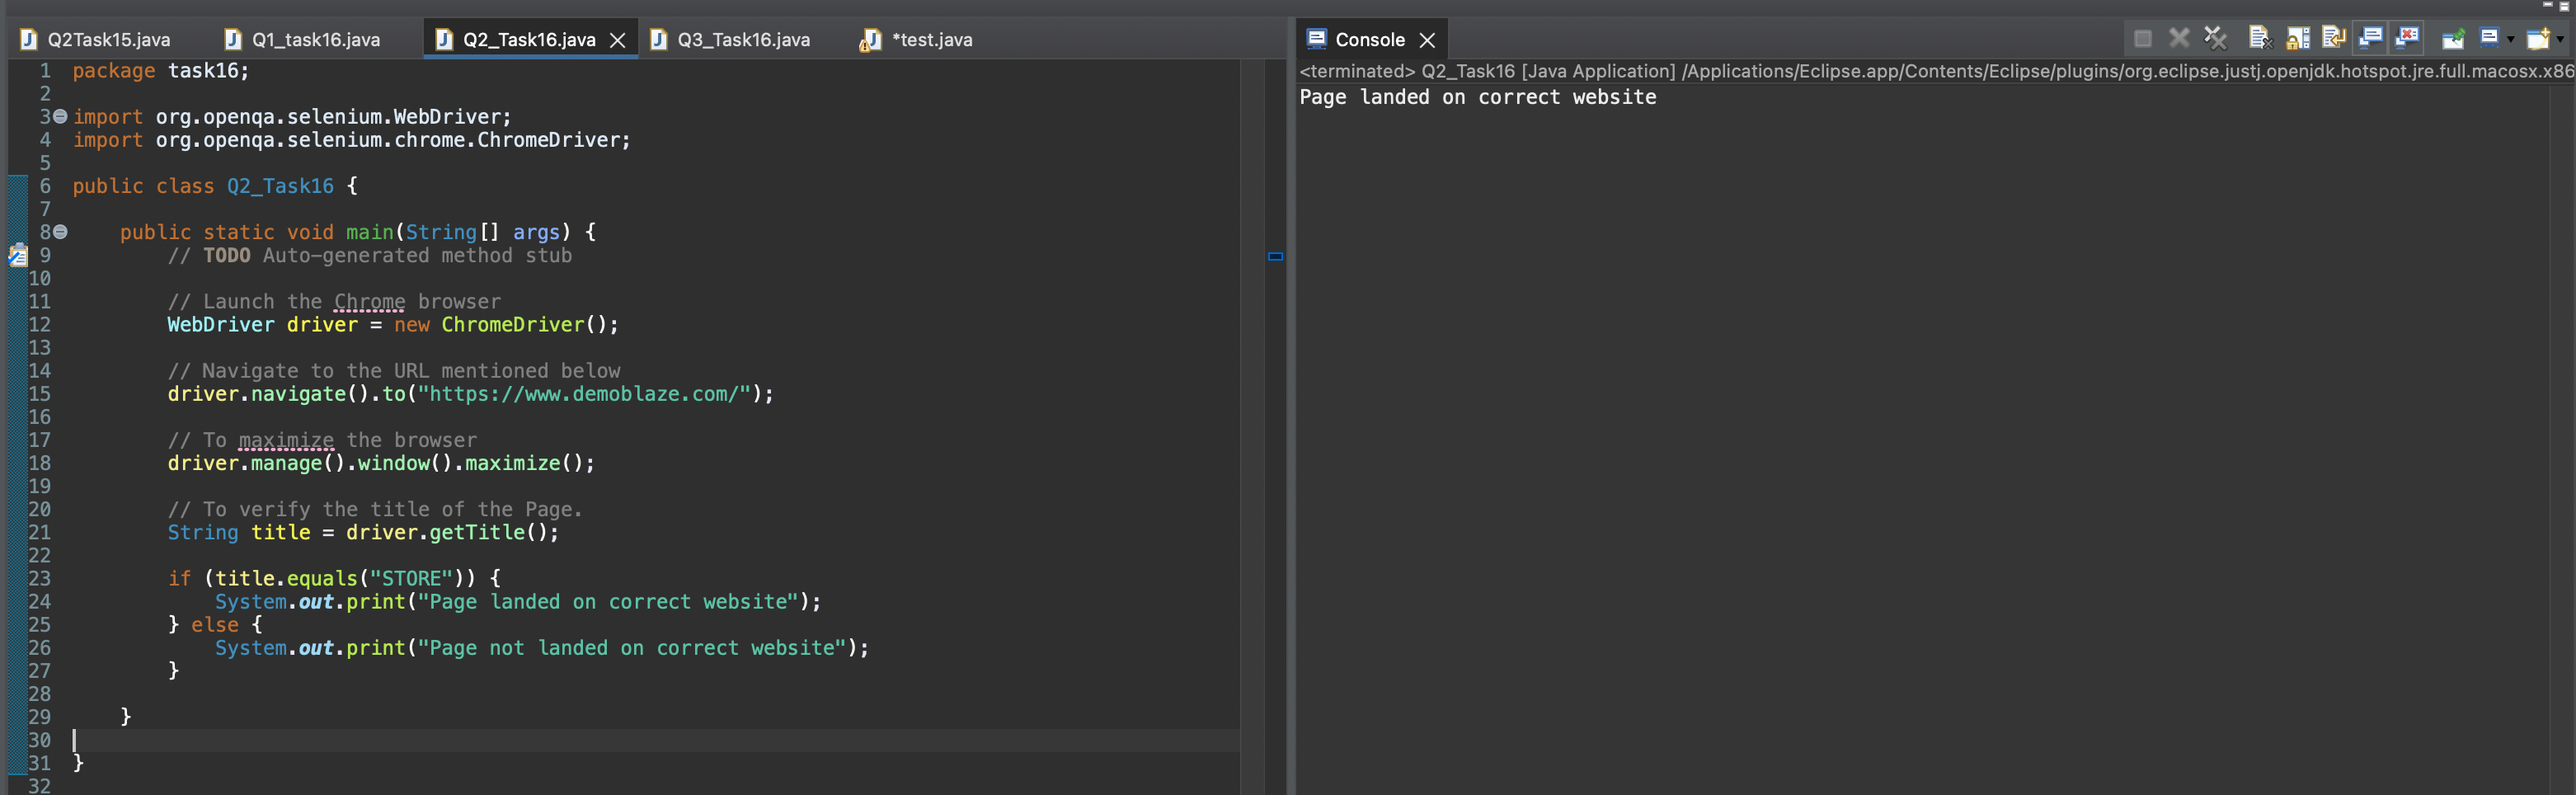 Q2Task15.java Q1_task16.java Q2_Task16.java Q3_Task16.java *test.java
1 package task16;
2
3 import org.openqa.selenium.WebDriver;
4 import org.openqa.selenium.chrome.ChromeDriver;
5
6 public class Q2_Task16 {
7
8 public static void main(String[] args) {
9 // TODO Auto-generated method stub
10
11 // Launch the Chrome browser
12 WebDriver driver = new ChromeDriver();
13
14 // Navigate to the URL mentioned below
15 driver.navigate().to("https://www.demoblaze.com/");
16
17 // To maximize the browser
18 driver.manage().window().maximize();
19
20 // To verify the title of the Page.
21 String title = driver.getTitle();
22
23 if (title.equals("STORE")) {
24 System.out.print("Page landed on correct website");
25 } else {
26 System.out.print("Page not landed on correct website");
27 }
28
29 }
30
31 }
32
Console
<terminated> Q2_Task16 [Java Application] /Applications/Eclipse.app/Contents/Eclipse/plugins/org.eclipse.justj.openjdk.hotspot.jre.full.macosx.x86
Page landed on correct website